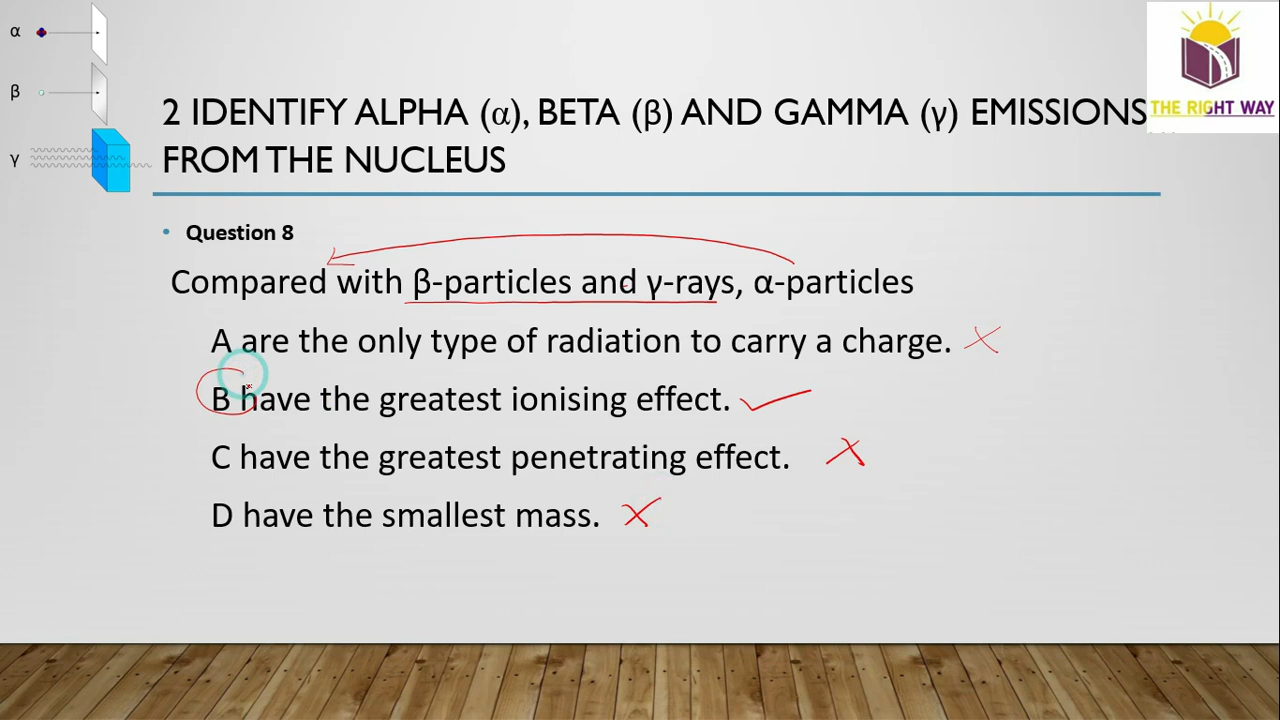 α
β
γ
THE RIGHT WAY
2 IDENTIFY ALPHA (α), BETA (β) AND GAMMA (γ) EMISSIONS
FROM THE NUCLEUS
• Question 8
Compared with β-particles and γ-rays, α-particles
A are the only type of radiation to carry a charge.
B have the greatest ionising effect.
C have the greatest penetrating effect.
D have the smallest mass.